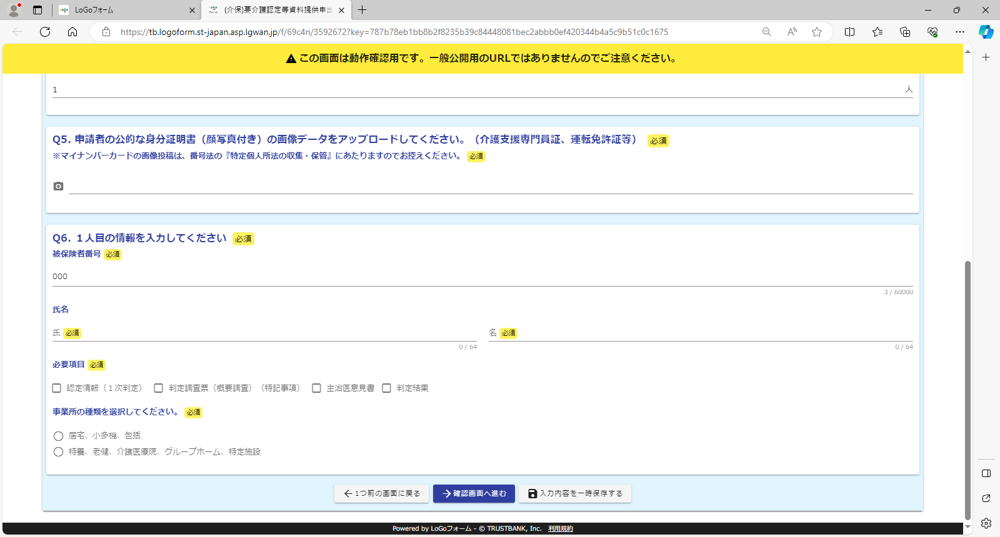 LoGoフォーム
(介保)要介護認定等資料提供申出
https://tb.logoform.st-japan.asp.lgwan.jp/f/69c4n/3592672?key=787b78eb1bb8b2f8235b39c84448081bec2abbb0ef420344b4a5c9b51c0c1675
この画面は動作確認用です。一般公開用のURLではありませんのでご注意ください。
1 人
Q5. 申請者の公的な身分証明書（顔写真付き）の画像データをアップロードしてください。（介護支援専門員証、運転免許証等） 必須
※マイナンバーカードの画像投稿は、番号法の『特定個人所法の収集・保管』にあたりますのでお控えください。 必須
Q6. １人目の情報を入力してください 必須
被保険者番号 必須
000
3 / 60000
氏名
氏 必須 名 必須
0 / 64 0 / 64
必要項目 必須
認定情報（１次判定） 判定調査票（概要調査）（特記事項） 主治医意見書 判定結果
事業所の種類を選択してください。 必須
居宅、小多機、包括
特養、老健、介護医療院、グループホーム、特定施設
1つ前の画面に戻る 確認画面へ進む 入力内容を一時保存する
Powered by LoGoフォーム - © TRUSTBANK, Inc. 利用規約